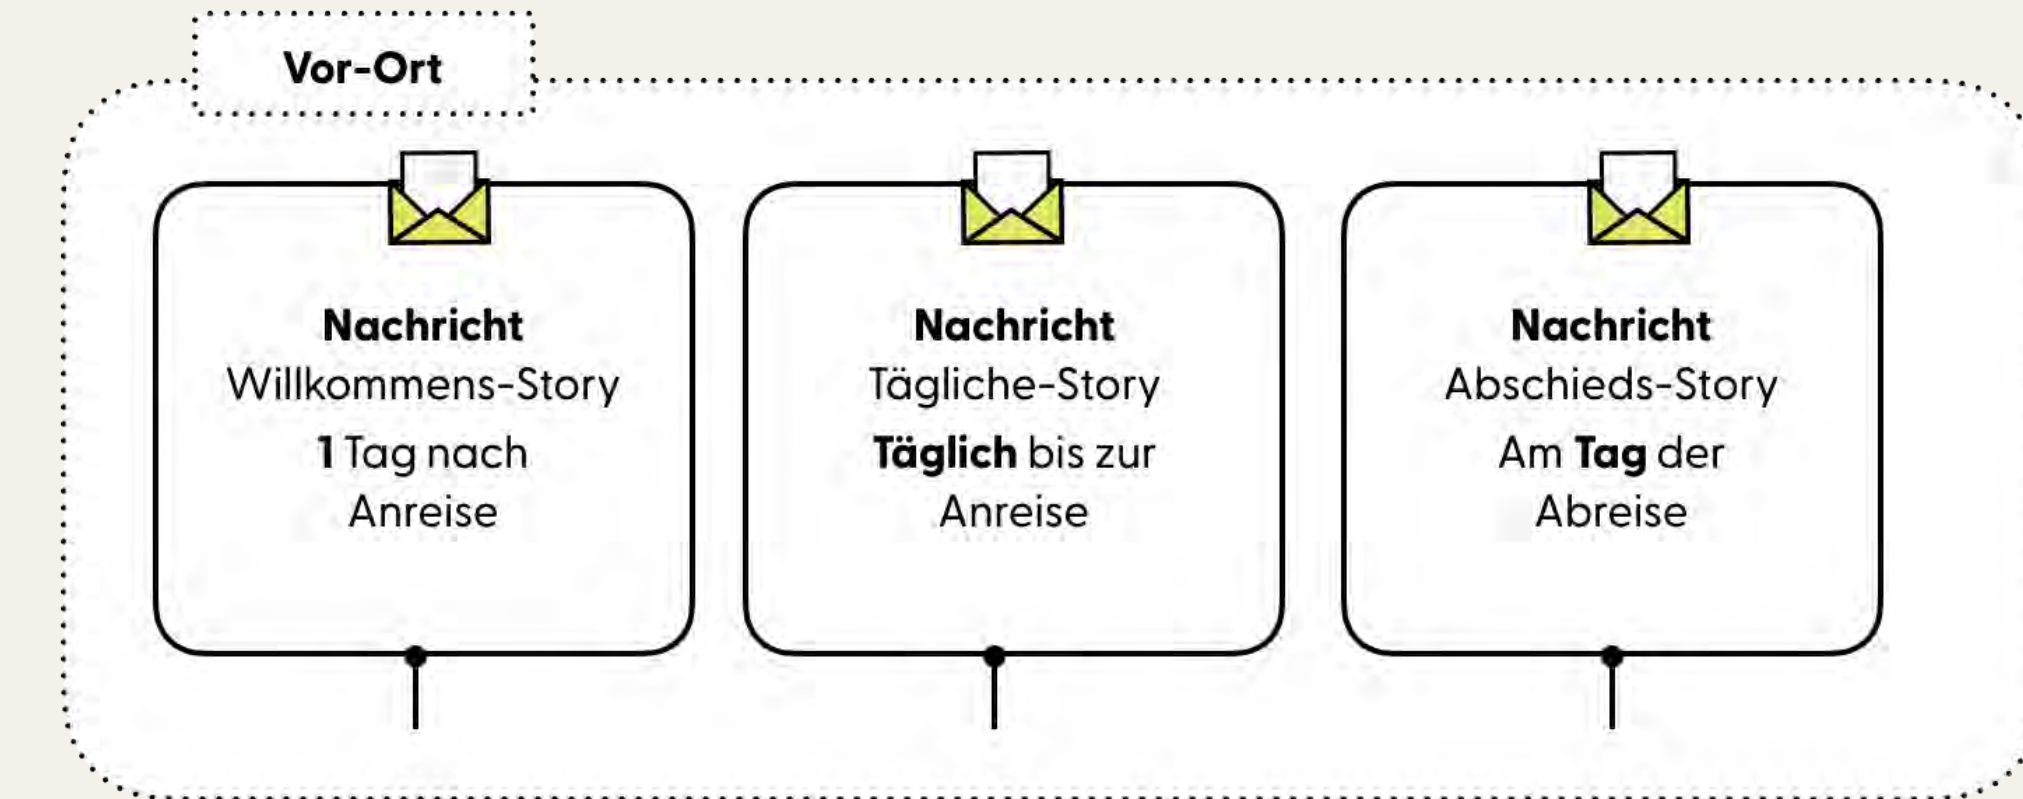 Vor-Ort
Nachricht
Willkommens-Story
1 Tag nach
Anreise
Nachricht
Tägliche-Story
Täglich bis zur
Anreise
Nachricht
Abschieds-Story
Am Tag der
Abreise